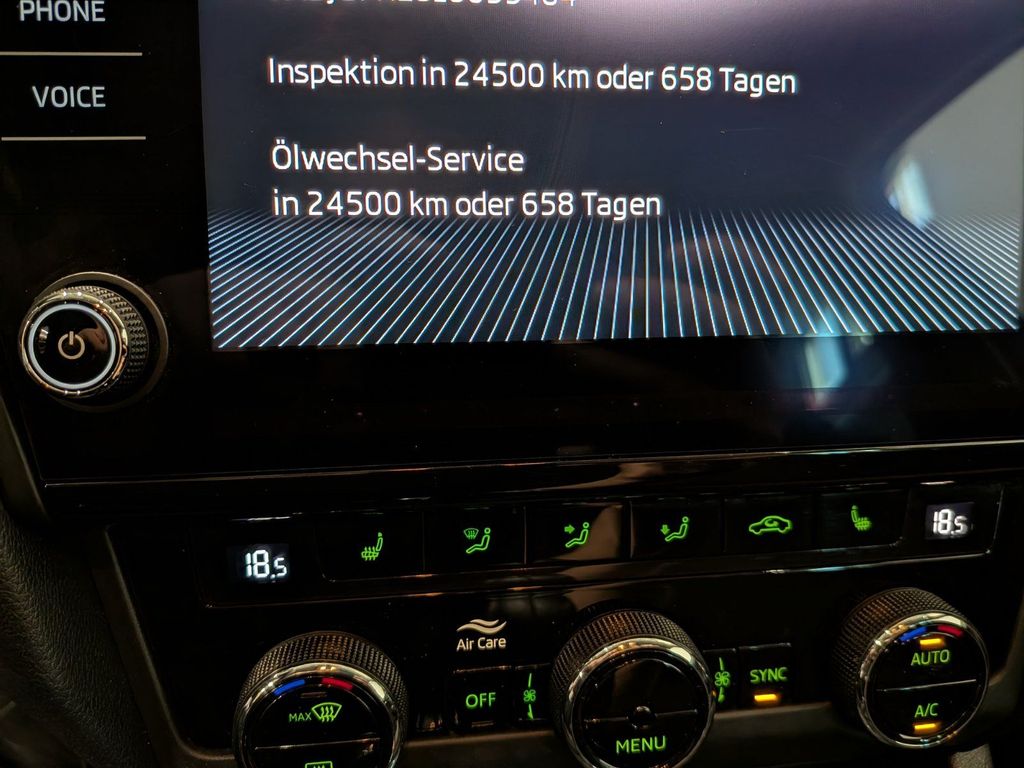 PHONE
VOICE
Inspektion in 24500 km oder 658 Tagen
Ölwechsel-Service
in 24500 km oder 658 Tagen
18.5
18.5
Air Care
MAX
OFF
SYNC
AUTO
A/C
MENU